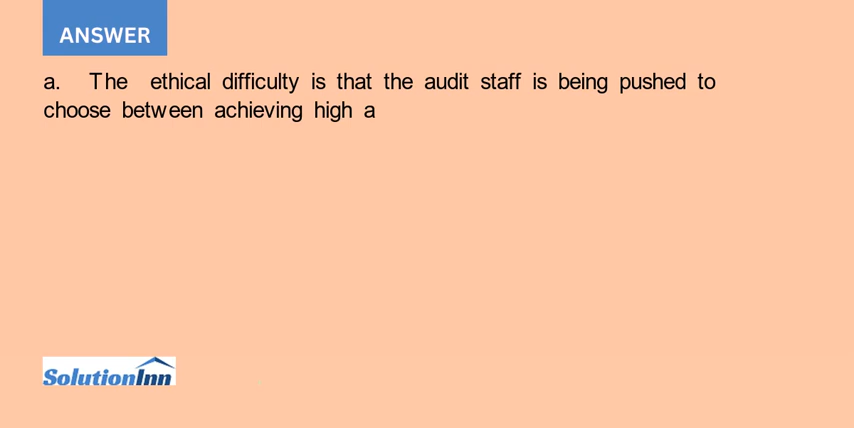 ANSWER
a. The ethical difficulty is that the audit staff is being pushed to
choose between achieving high a
SolutionInn